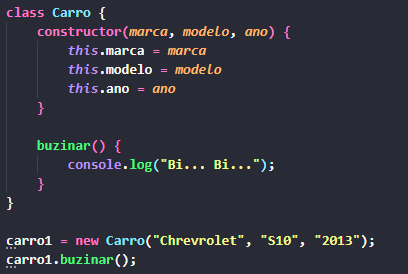 class Carro {
    constructor(marca, modelo, ano) {
        this.marca = marca
        this.modelo = modelo
        this.ano = ano
    }

    buzinar() {
        console.log("Bi... Bi...");
    }
}

carro1 = new Carro("Chrevrolet", "S10", "2013");
carro1.buzinar();